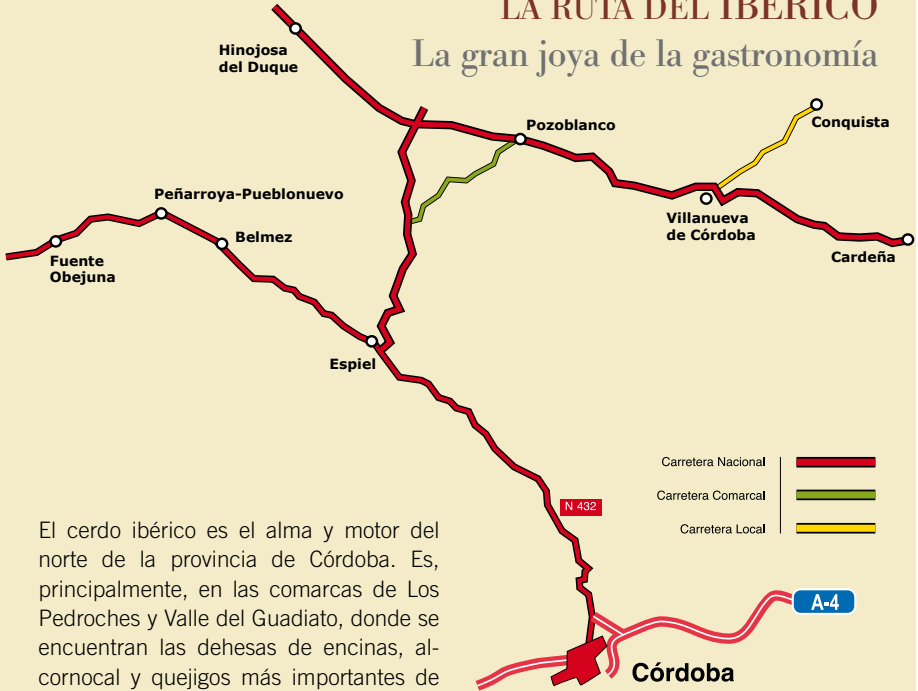 LA RUTA DEL IBÉRICO
La gran joya de la gastronomía
Hinojosa
del Duque
Pozoblanco
Conquista
Peñarroya-Pueblonuevo
Villanueva
de Córdoba
Belmez
Fuente
Obejuna
Cardeña
Espiel
Carretera Nacional
Carretera Comarcal
Carretera Local
N 432
A-4
Córdoba
El cerdo ibérico es el alma y motor del
norte de la provincia de Córdoba. Es,
principalmente, en las comarcas de Los
Pedroches y Valle del Guadiato, donde se
encuentran las dehesas de encinas, al-
cornocal y quejigos más importantes de